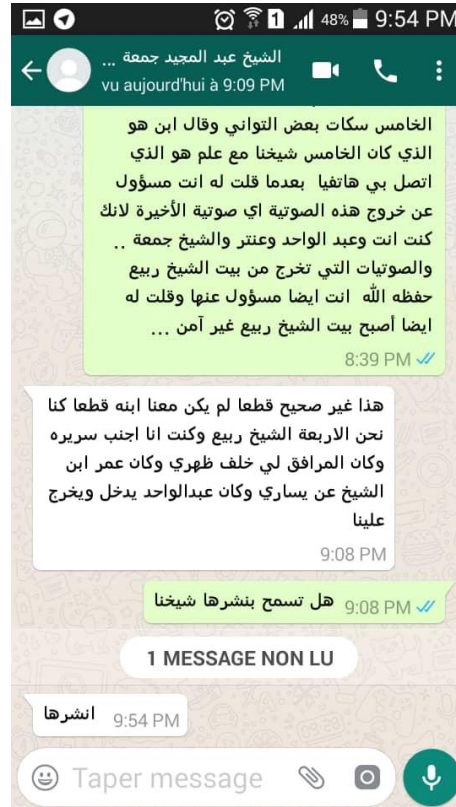 48% 9:54 PM
الشيخ عبد المجيد جمعة ...
vu aujourd'hui à 9:09 PM
الخامس سكات بعض التواني وقال ابن هو
الذي كان الخامس شيخنا مع علم هو الذي
اتصل بي هاتفيا بعدما قلت له انت مسؤول
عن خروج هذه الصوتية اي صوتية الأخيرة لانك
كنت انت وعبد الواحد وعنتر والشيخ جمعة ..
والصوتيات التي تخرج من بيت الشيخ ربيع
حفظه الله انت ايضا مسؤول عنها وقلت له
ايضا أصبح بيت الشيخ ربيع غير آمن ...
8:39 PM
هذا غير صحيح قطعا لم يكن معنا ابنه قطعا كنا
نحن الاربعة الشيخ ربيع وكنت انا اجنب سريره
وكان المرافق لي خلف ظهري وكان عمر ابن
الشيخ عن يساري وكان عبدالواحد يدخل ويخرج
علينا
9:08 PM
هل تسمح بنشرها شيخنا 9:08 PM
1 MESSAGE NON LU
انشرها 9:54 PM
Taper message